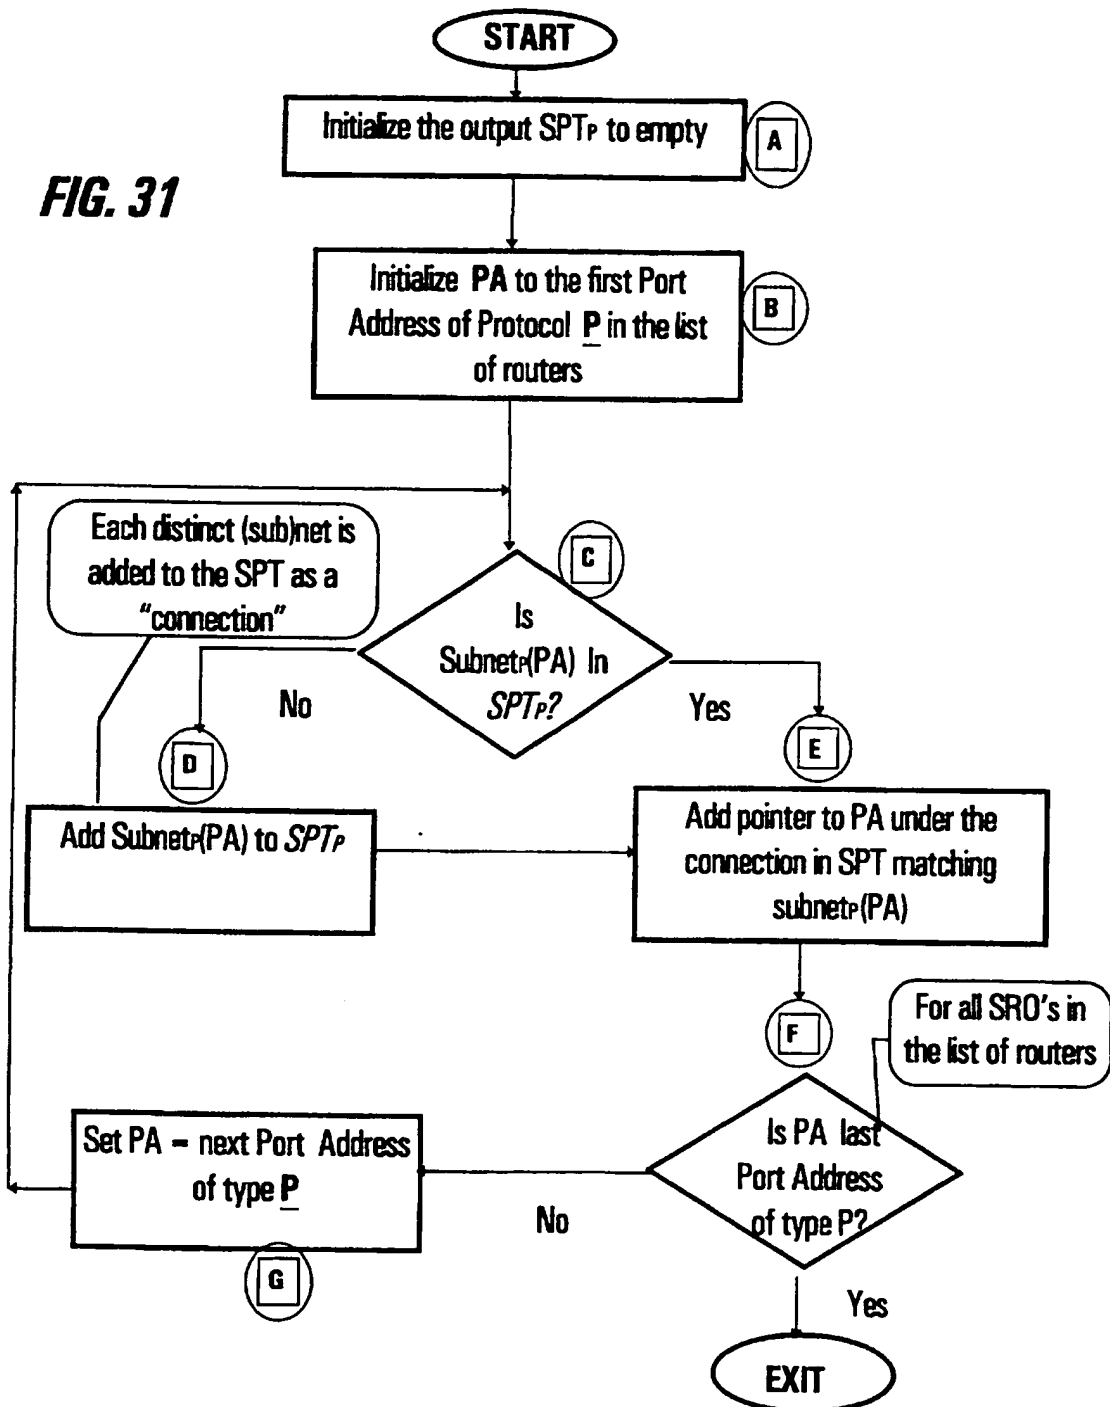 START
Initialize the output SPTP to empty
A
FIG. 31
Initialize PA to the first Port
Address of Protocol P in the list
of routers
B
Each distinct (sub)net is
added to the SPT as a
"connection"
C
Is
SubnetP(PA) In
SPTP?
No
Yes
D
E
Add SubnetP(PA) to SPTP
Add pointer to PA under the
connection in SPT matching
subnetP(PA)
F
For all SRO's in
the list of routers
Set PA = next Port Address
of type P
Is PA last
Port Address
of type P?
No
G
Yes
EXIT